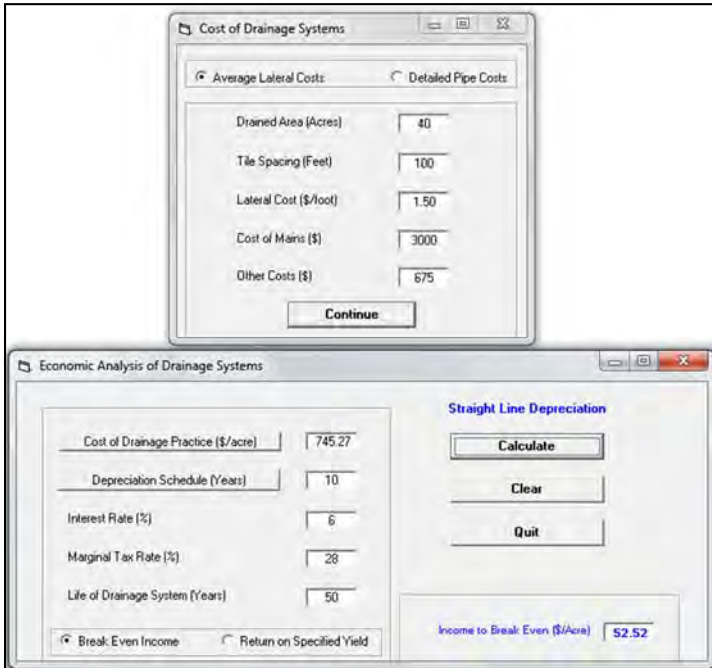 Cost of Drainage Systems
Average Lateral Costs Detailed Pipe Costs
Drained Area (Acres) 40
Tile Spacing (Feet) 100
Lateral Cost ($/foot) 1.50
Cost of Mains ($) 3000
Other Costs ($) 675
Continue
Economic Analysis of Drainage Systems
Cost of Drainage Practice ($/acre) 745.27
Depreciation Schedule (Years) 10
Interest Rate (%) 6
Marginal Tax Rate (%) 28
Life of Drainage System (Years) 50
Break Even Income Return on Specified Yield
Straight Line Depreciation
Calculate
Clear
Quit
Income to Break Even ($/Acre) 52.52